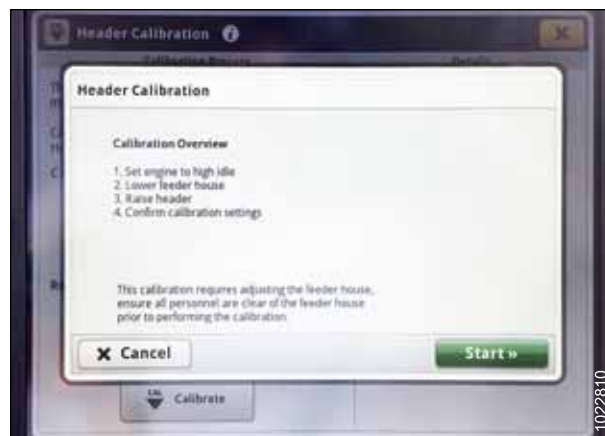 Header Calibration
Header Calibration
Calibration Overview
1. Set engine to high idle
2. Lower feeder house
3. Raise header
4. Confirm calibration settings
This calibration requires adjusting the feeder house,
ensure all personnel are clear of the feeder house
prior to performing the calibration
Cancel
Start »
CAL
Calibrate
1022810